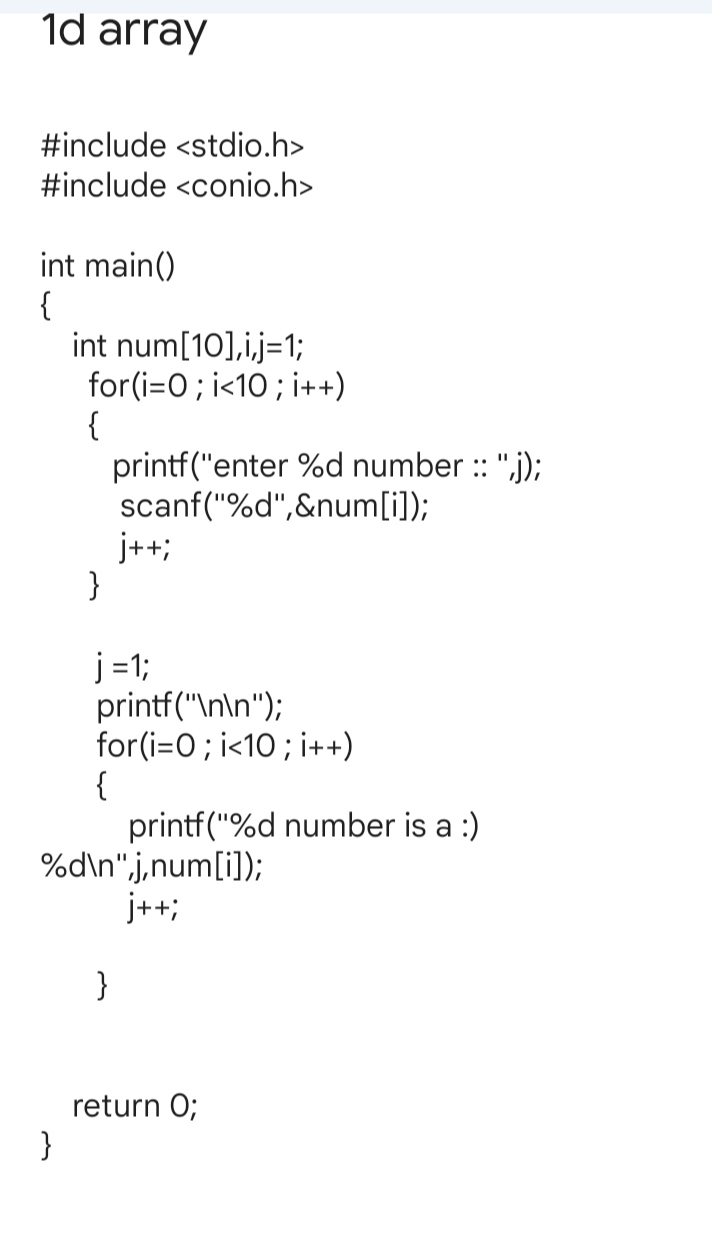 1d array
#include <stdio.h>
#include <conio.h>
int main()
{
int num[10],i,j=1;
for(i=0 ; i<10 ; i++)
{
printf("enter %d number :: ",j);
scanf("%d",&num[i]);
j++;
}
j =1;
printf("\n\n");
for(i=0 ; i<10 ; i++)
{
printf("%d number is a :)
%d\n",j,num[i]);
j++;
}
return 0;
}